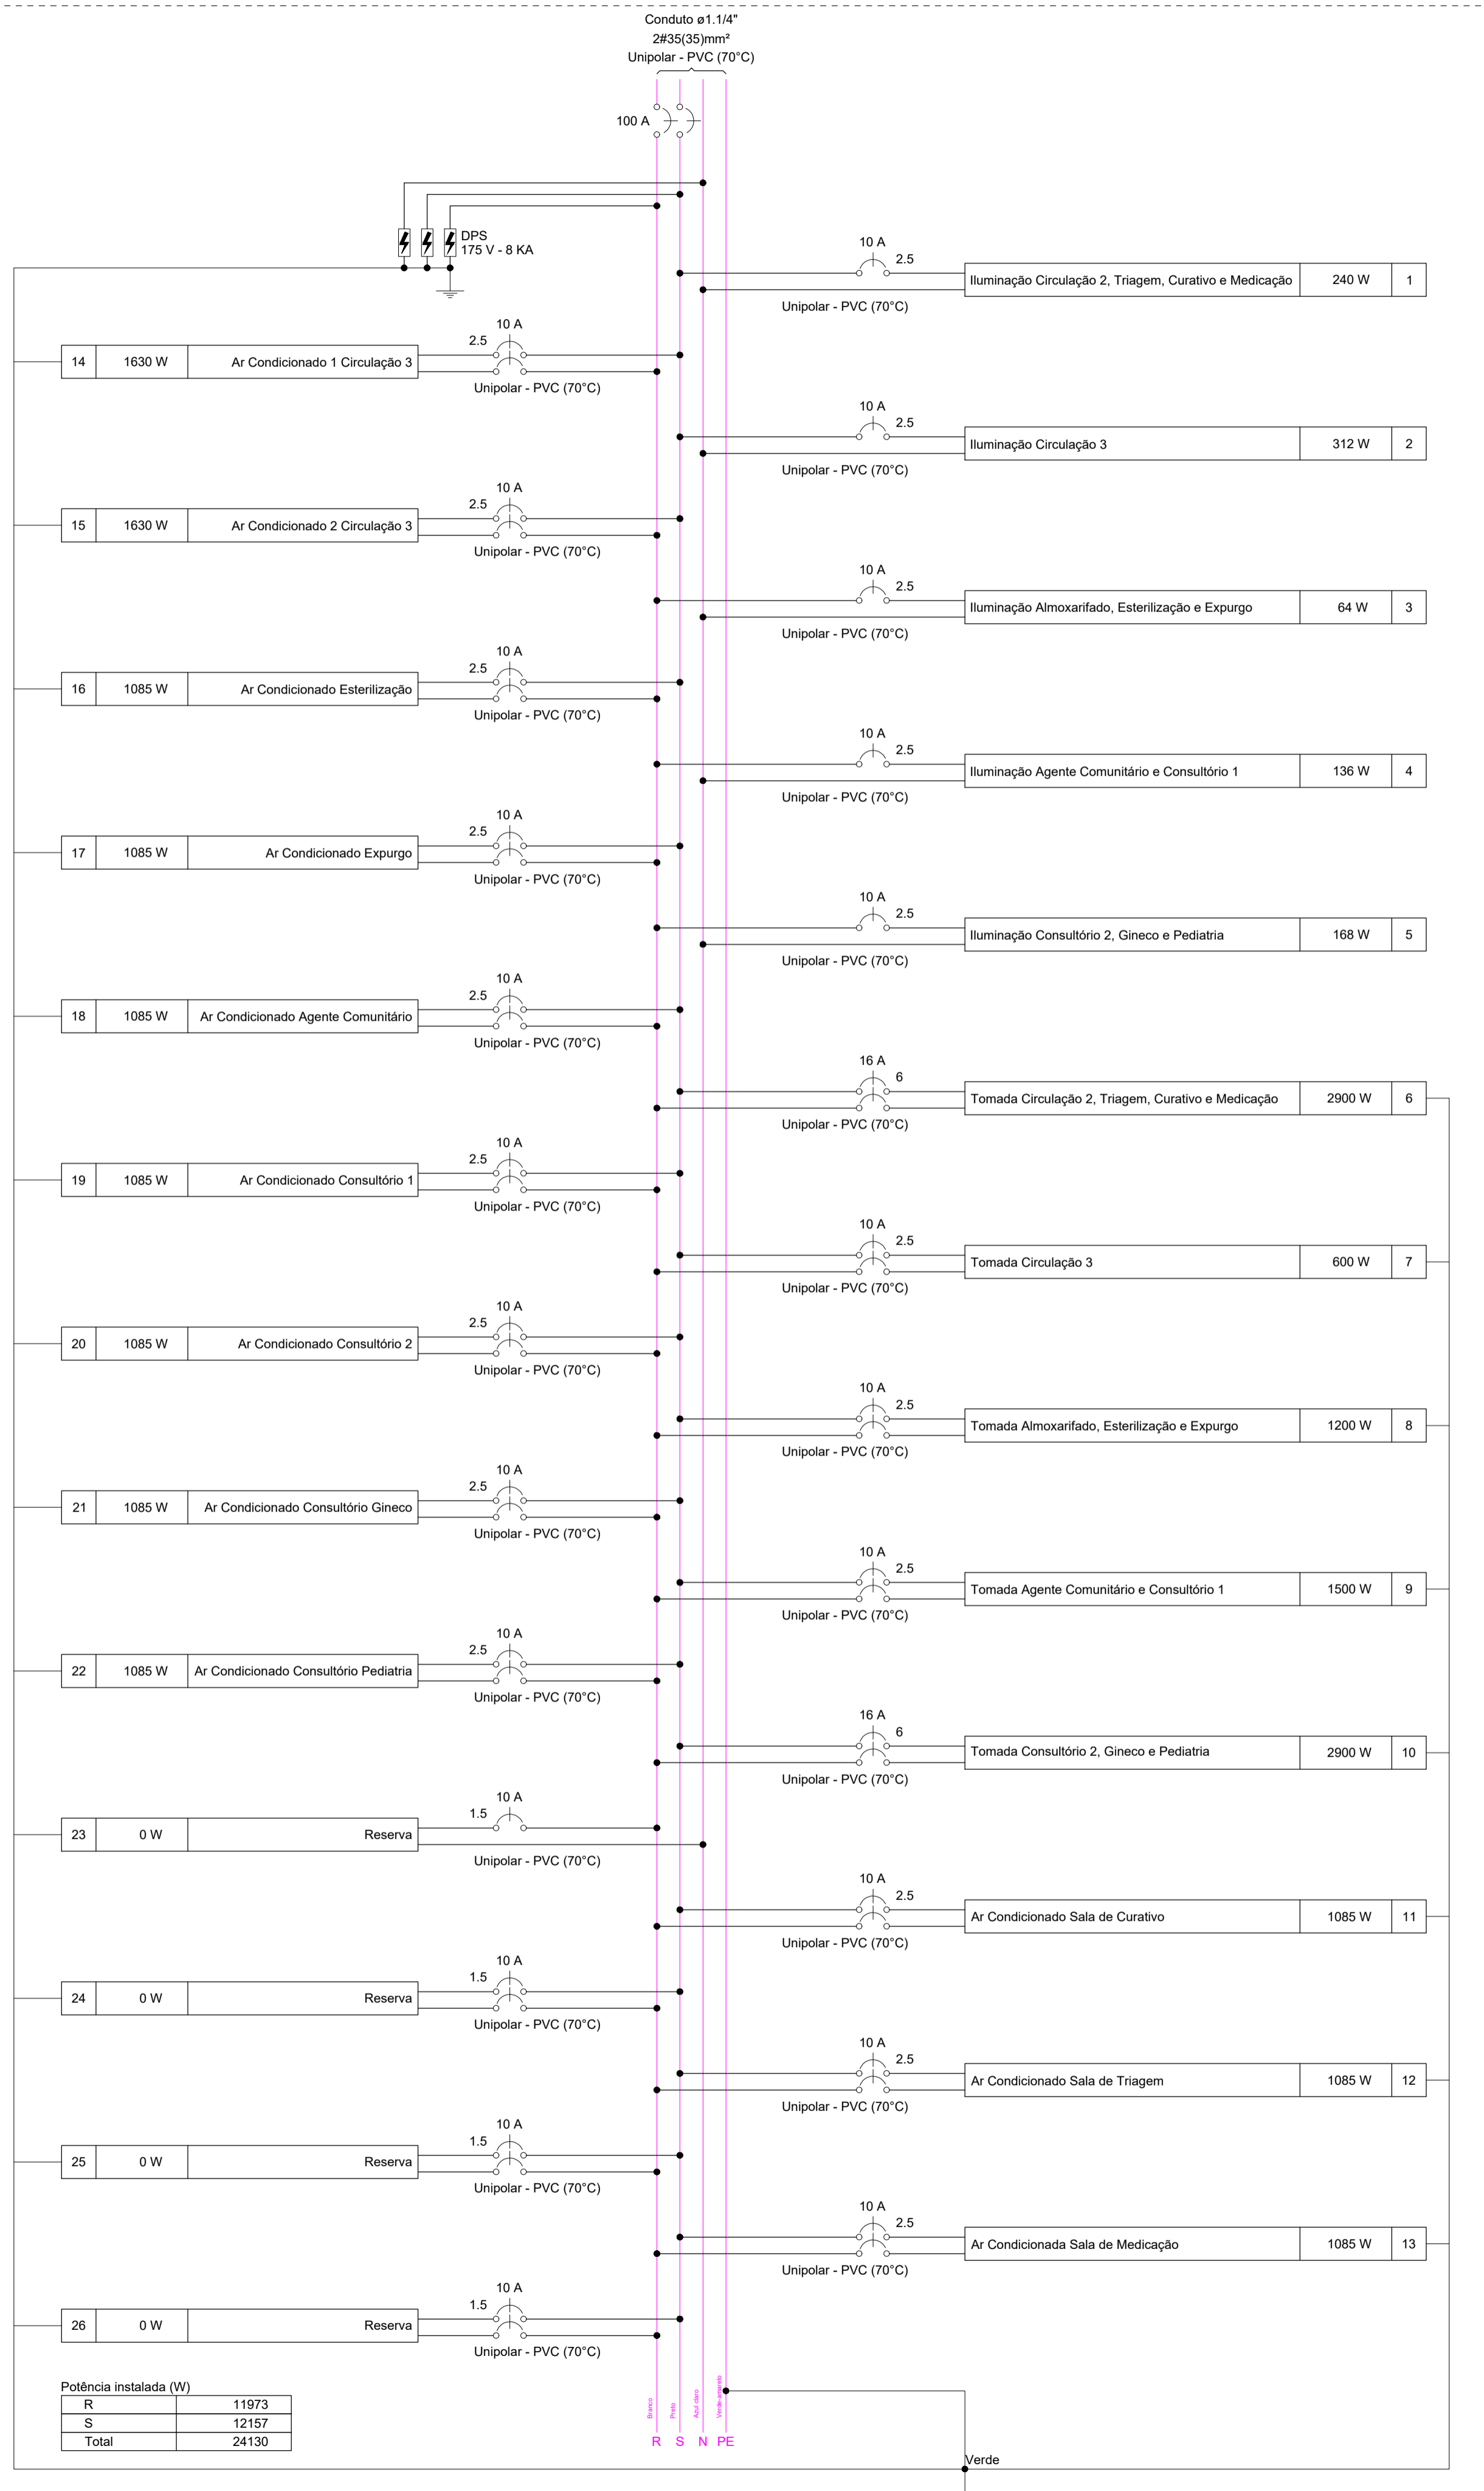 Conduto ø1.1/4"
2#35(35)mm²
Unipolar - PVC (70°C)
100 A
DPS
175 V - 8 KA
10 A
2.5
Iluminação Circulação 2, Triagem, Curativo e Medicação 240 W 1
Unipolar - PVC (70°C)
10 A
2.5
14 1630 W Ar Condicionado 1 Circulação 3
Unipolar - PVC (70°C)
10 A
2.5
Iluminação Circulação 3 312 W 2
Unipolar - PVC (70°C)
10 A
2.5
15 1630 W Ar Condicionado 2 Circulação 3
Unipolar - PVC (70°C)
10 A
2.5
Iluminação Almoxarifado, Esterilização e Expurgo 64 W 3
Unipolar - PVC (70°C)
10 A
2.5
16 1085 W Ar Condicionado Esterilização
Unipolar - PVC (70°C)
10 A
2.5
Iluminação Agente Comunitário e Consultório 1 136 W 4
Unipolar - PVC (70°C)
10 A
2.5
17 1085 W Ar Condicionado Expurgo
Unipolar - PVC (70°C)
10 A
2.5
Iluminação Consultório 2, Gineco e Pediatria 168 W 5
Unipolar - PVC (70°C)
10 A
2.5
18 1085 W Ar Condicionado Agente Comunitário
Unipolar - PVC (70°C)
16 A
6
Tomada Circulação 2, Triagem, Curativo e Medicação 2900 W 6
Unipolar - PVC (70°C)
10 A
2.5
19 1085 W Ar Condicionado Consultório 1
Unipolar - PVC (70°C)
10 A
2.5
Tomada Circulação 3 600 W 7
Unipolar - PVC (70°C)
10 A
2.5
20 1085 W Ar Condicionado Consultório 2
Unipolar - PVC (70°C)
10 A
2.5
Tomada Almoxarifado, Esterilização e Expurgo 1200 W 8
Unipolar - PVC (70°C)
10 A
2.5
21 1085 W Ar Condicionado Consultório Gineco
Unipolar - PVC (70°C)
10 A
2.5
Tomada Agente Comunitário e Consultório 1 1500 W 9
Unipolar - PVC (70°C)
10 A
2.5
22 1085 W Ar Condicionado Consultório Pediatria
Unipolar - PVC (70°C)
16 A
6
Tomada Consultório 2, Gineco e Pediatria 2900 W 10
Unipolar - PVC (70°C)
10 A
1.5
23 0 W Reserva
Unipolar - PVC (70°C)
10 A
2.5
Ar Condicionado Sala de Curativo 1085 W 11
Unipolar - PVC (70°C)
10 A
1.5
24 0 W Reserva
Unipolar - PVC (70°C)
10 A
2.5
Ar Condicionado Sala de Triagem 1085 W 12
Unipolar - PVC (70°C)
10 A
1.5
25 0 W Reserva
Unipolar - PVC (70°C)
10 A
2.5
Ar Condicionada Sala de Medicação 1085 W 13
Unipolar - PVC (70°C)
10 A
1.5
26 0 W Reserva
Unipolar - PVC (70°C)
Potência instalada (W)
R 11973
S 12157
Total 24130
Branco
Preto
Azul claro
Verde-amarelo
R S N PE
Verde